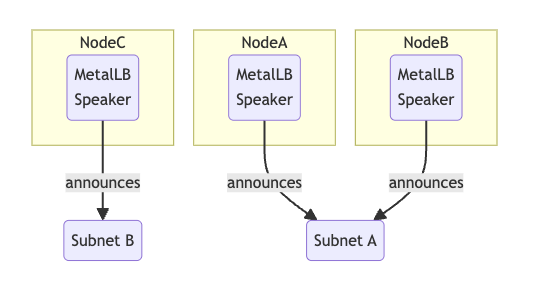 NodeC
NodeA
NodeB
MetalLB
Speaker
MetalLB
Speaker
MetalLB
Speaker
announces
announces
announces
Subnet B
Subnet A